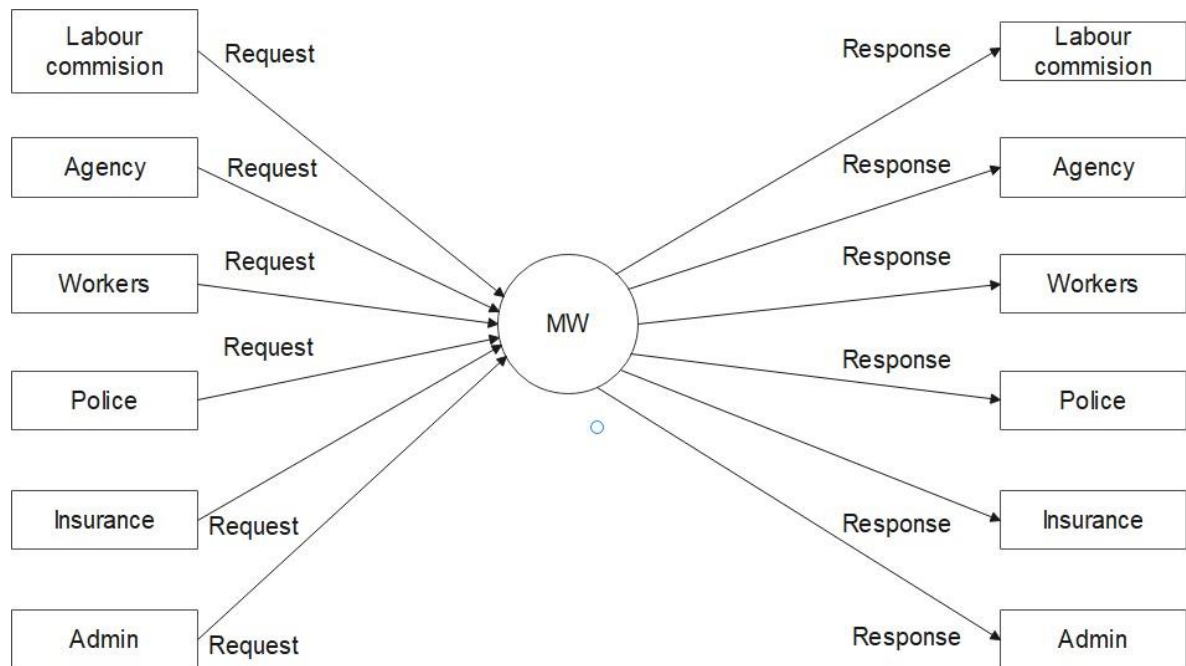 Labour
commision
Request
Response
Labour
commision
Agency
Request
Response
Agency
Workers
Request
Response
Workers
MW
Request
Response
Police
Police
Insurance
Request
Response
Insurance
Admin
Request
Response
Admin